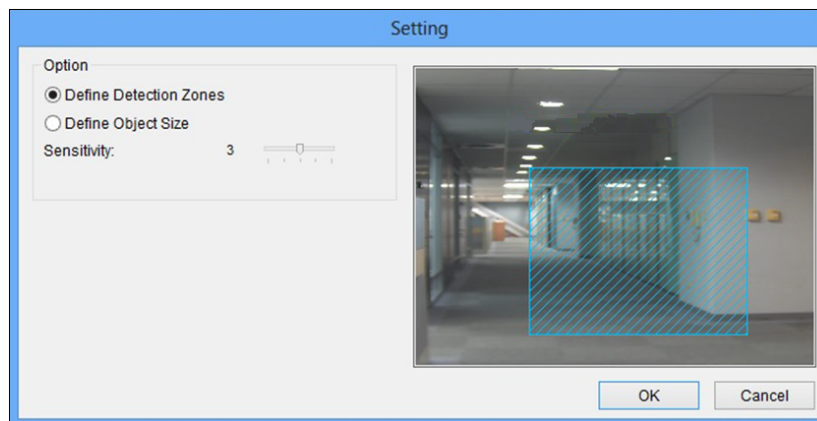 Setting
Option
Define Detection Zones
Define Object Size
Sensitivity: 3
OK
Cancel